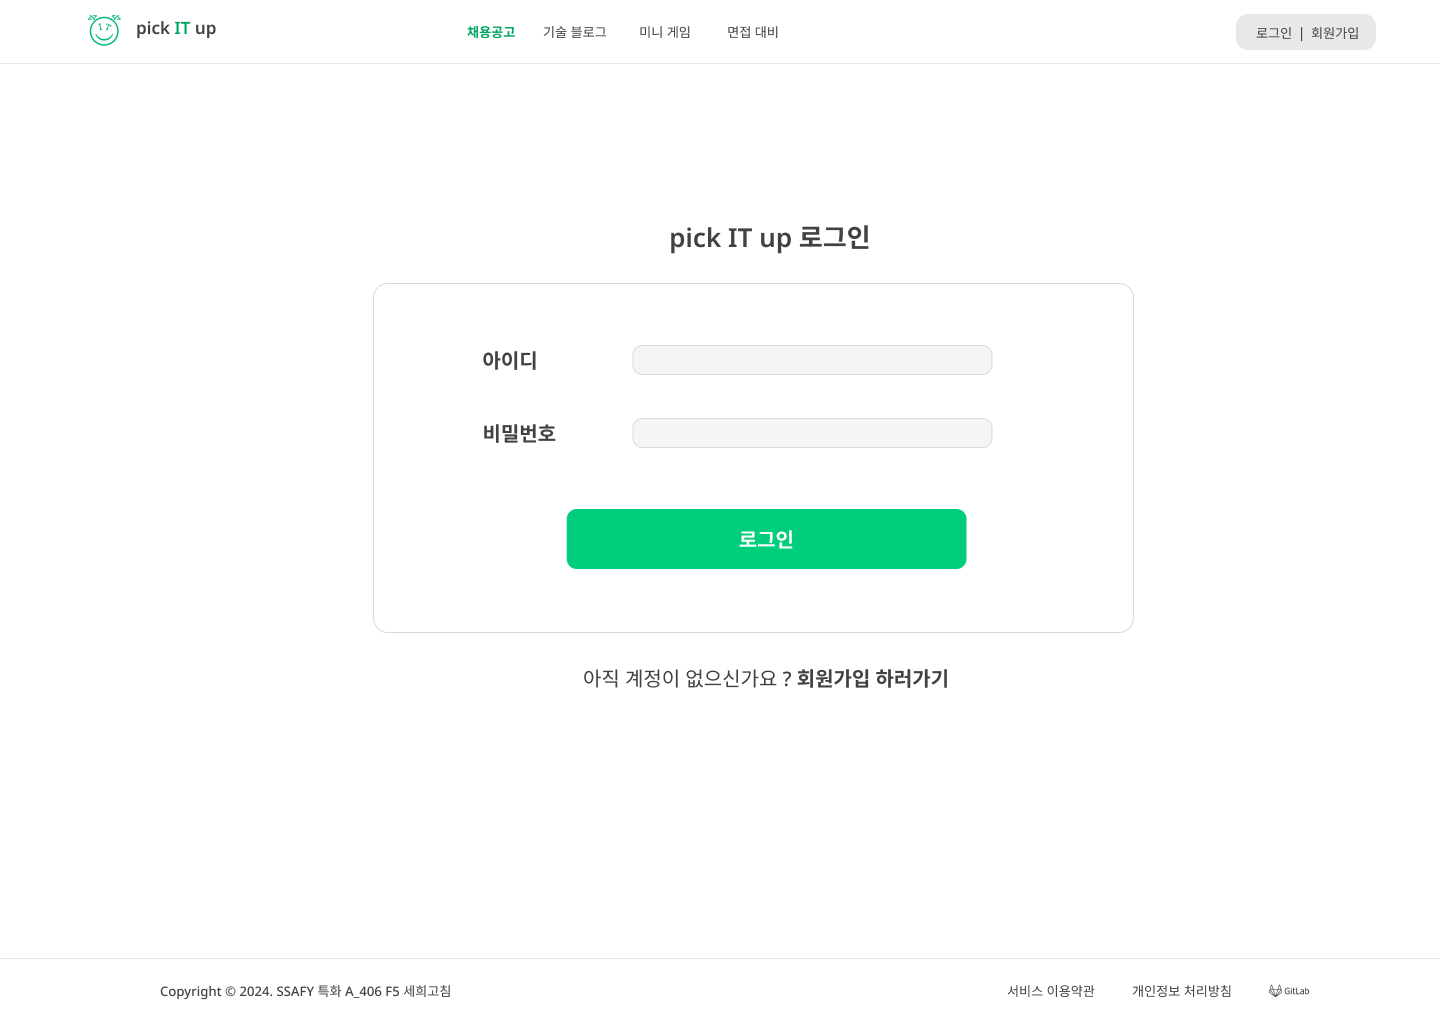 pick IT up
채용공고 기술 블로그 미니 게임 면접 대비
로그인 | 회원가입
pick IT up 로그인
아이디
비밀번호
로그인
아직 계정이 없으신가요 ? 회원가입 하러가기
Copyright © 2024. SSAFY 특화 A_406 F5 세희고침
서비스 이용약관 개인정보 처리방침 GitLab